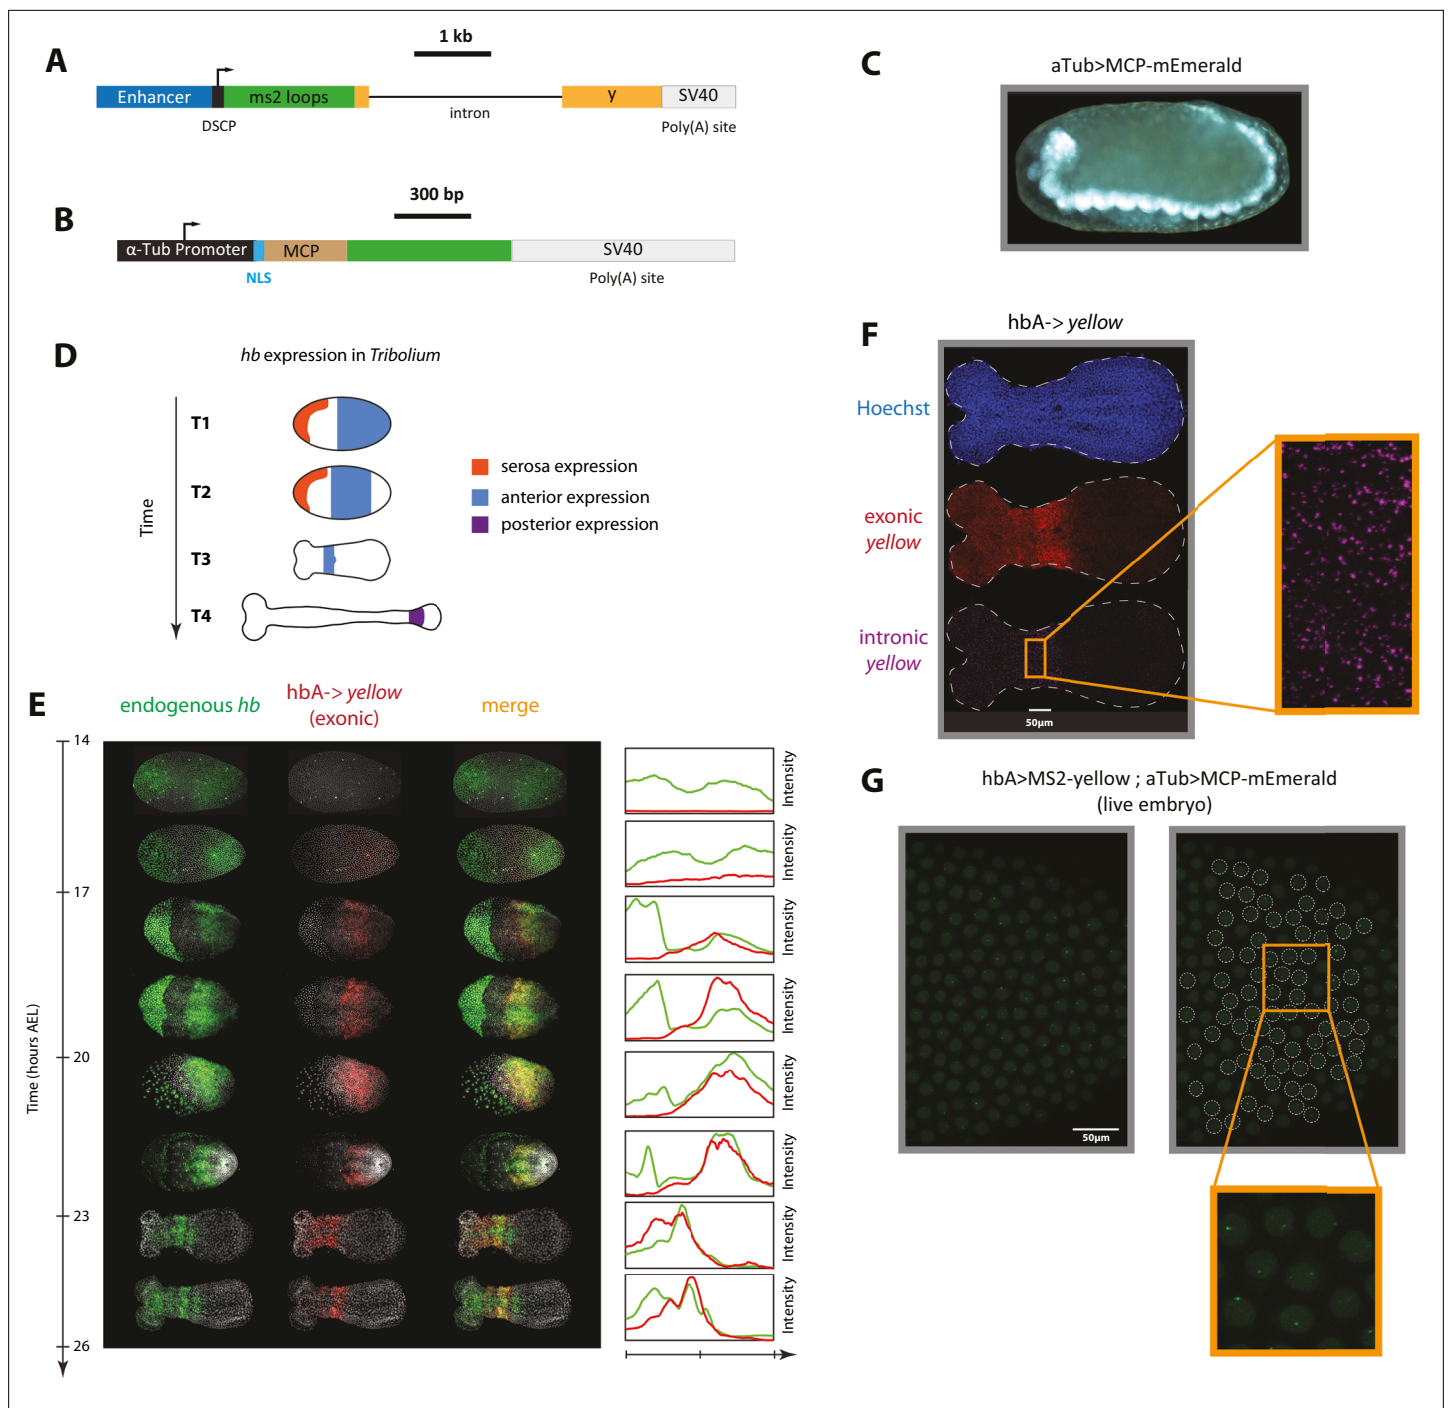 A
1 kb
Enhancer
ms2 loops
y
SV40
DSCP
intron
Poly(A) site
B
300 bp
α-Tub Promoter
MCP
SV40
NLS
Poly(A) site
C
aTub>MCP-mEmerald
D
hb expression in Tribolium
Time
T1
T2
T3
T4
serosa expression
anterior expression
posterior expression
E
endogenous hb
hbA-> yellow
(exonic)
merge
Time (hours AEL)
14
17
20
23
26
Intensity
Intensity
Intensity
Intensity
Intensity
Intensity
Intensity
Intensity
F
hbA-> yellow
Hoechst
exonic
yellow
intronic
yellow
50μm
G
hbA>MS2-yellow ; aTub>MCP-mEmerald
(live embryo)
50μm